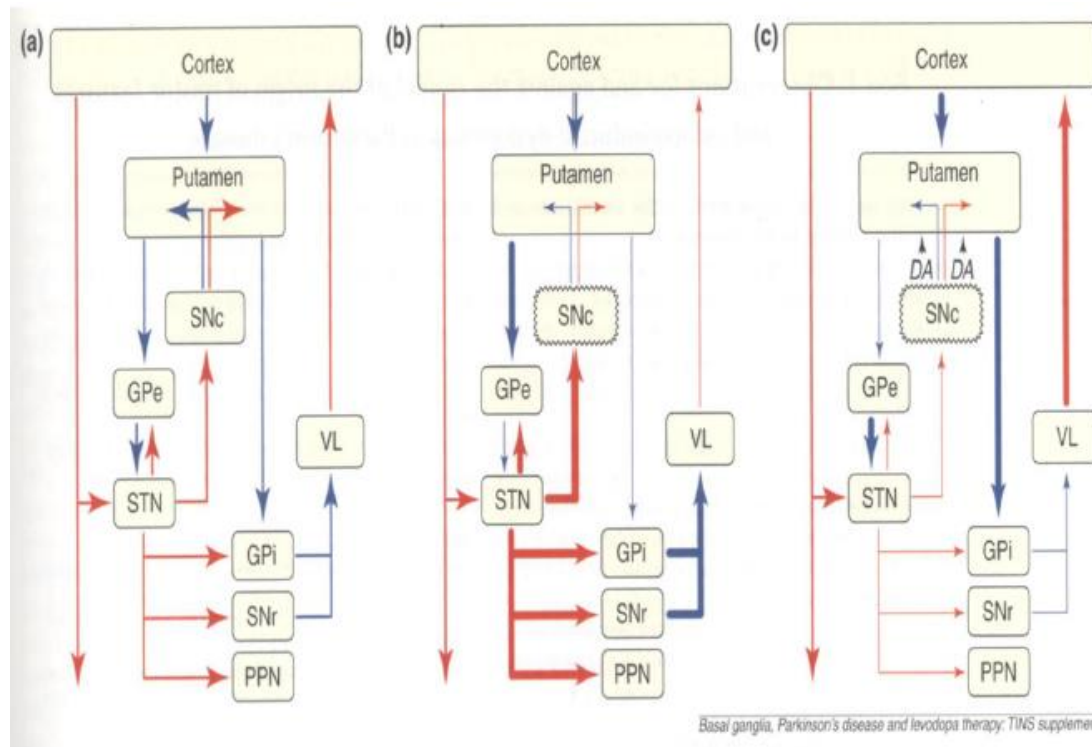 (a)
Cortex
Putamen
SNc
GPe
VL
STN
GPi
SNr
PPN
(b)
Cortex
Putamen
SNc
GPe
VL
STN
GPi
SNr
PPN
(c)
Cortex
Putamen
DA DA
SNc
GPe
VL
STN
GPi
SNr
PPN
Basal ganglia, Parkinson's disease and levodopa therapy: TINS supplemen